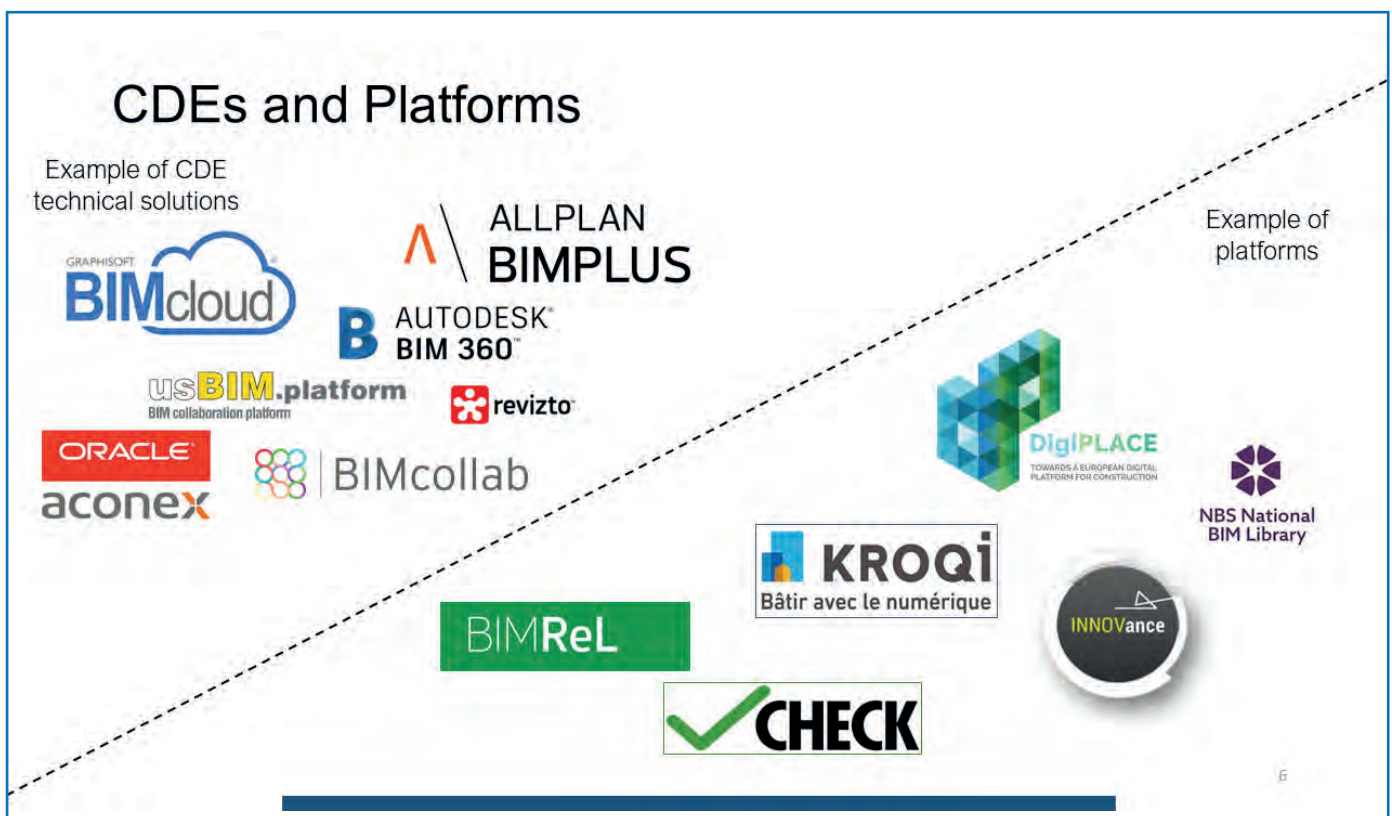 CDEs and Platforms
Example of CDE
technical solutions
GRAPHISOFT.
BIMcloud®
ALLPLAN
BIMPLUS
B AUTODESK®
BIM 360™
usBIM.platform
BIM collaboration platform
revizto™
ORACLE®
aconex
BIMcollab
Example of
platforms
DigiPLACE
TOWARDS A EUROPEAN DIGITAL
PLATFORM FOR CONSTRUCTION
NBS National
BIM Library
KROQi
Bâtir avec le numérique
INNOVance
BIMReL
CHECK
6